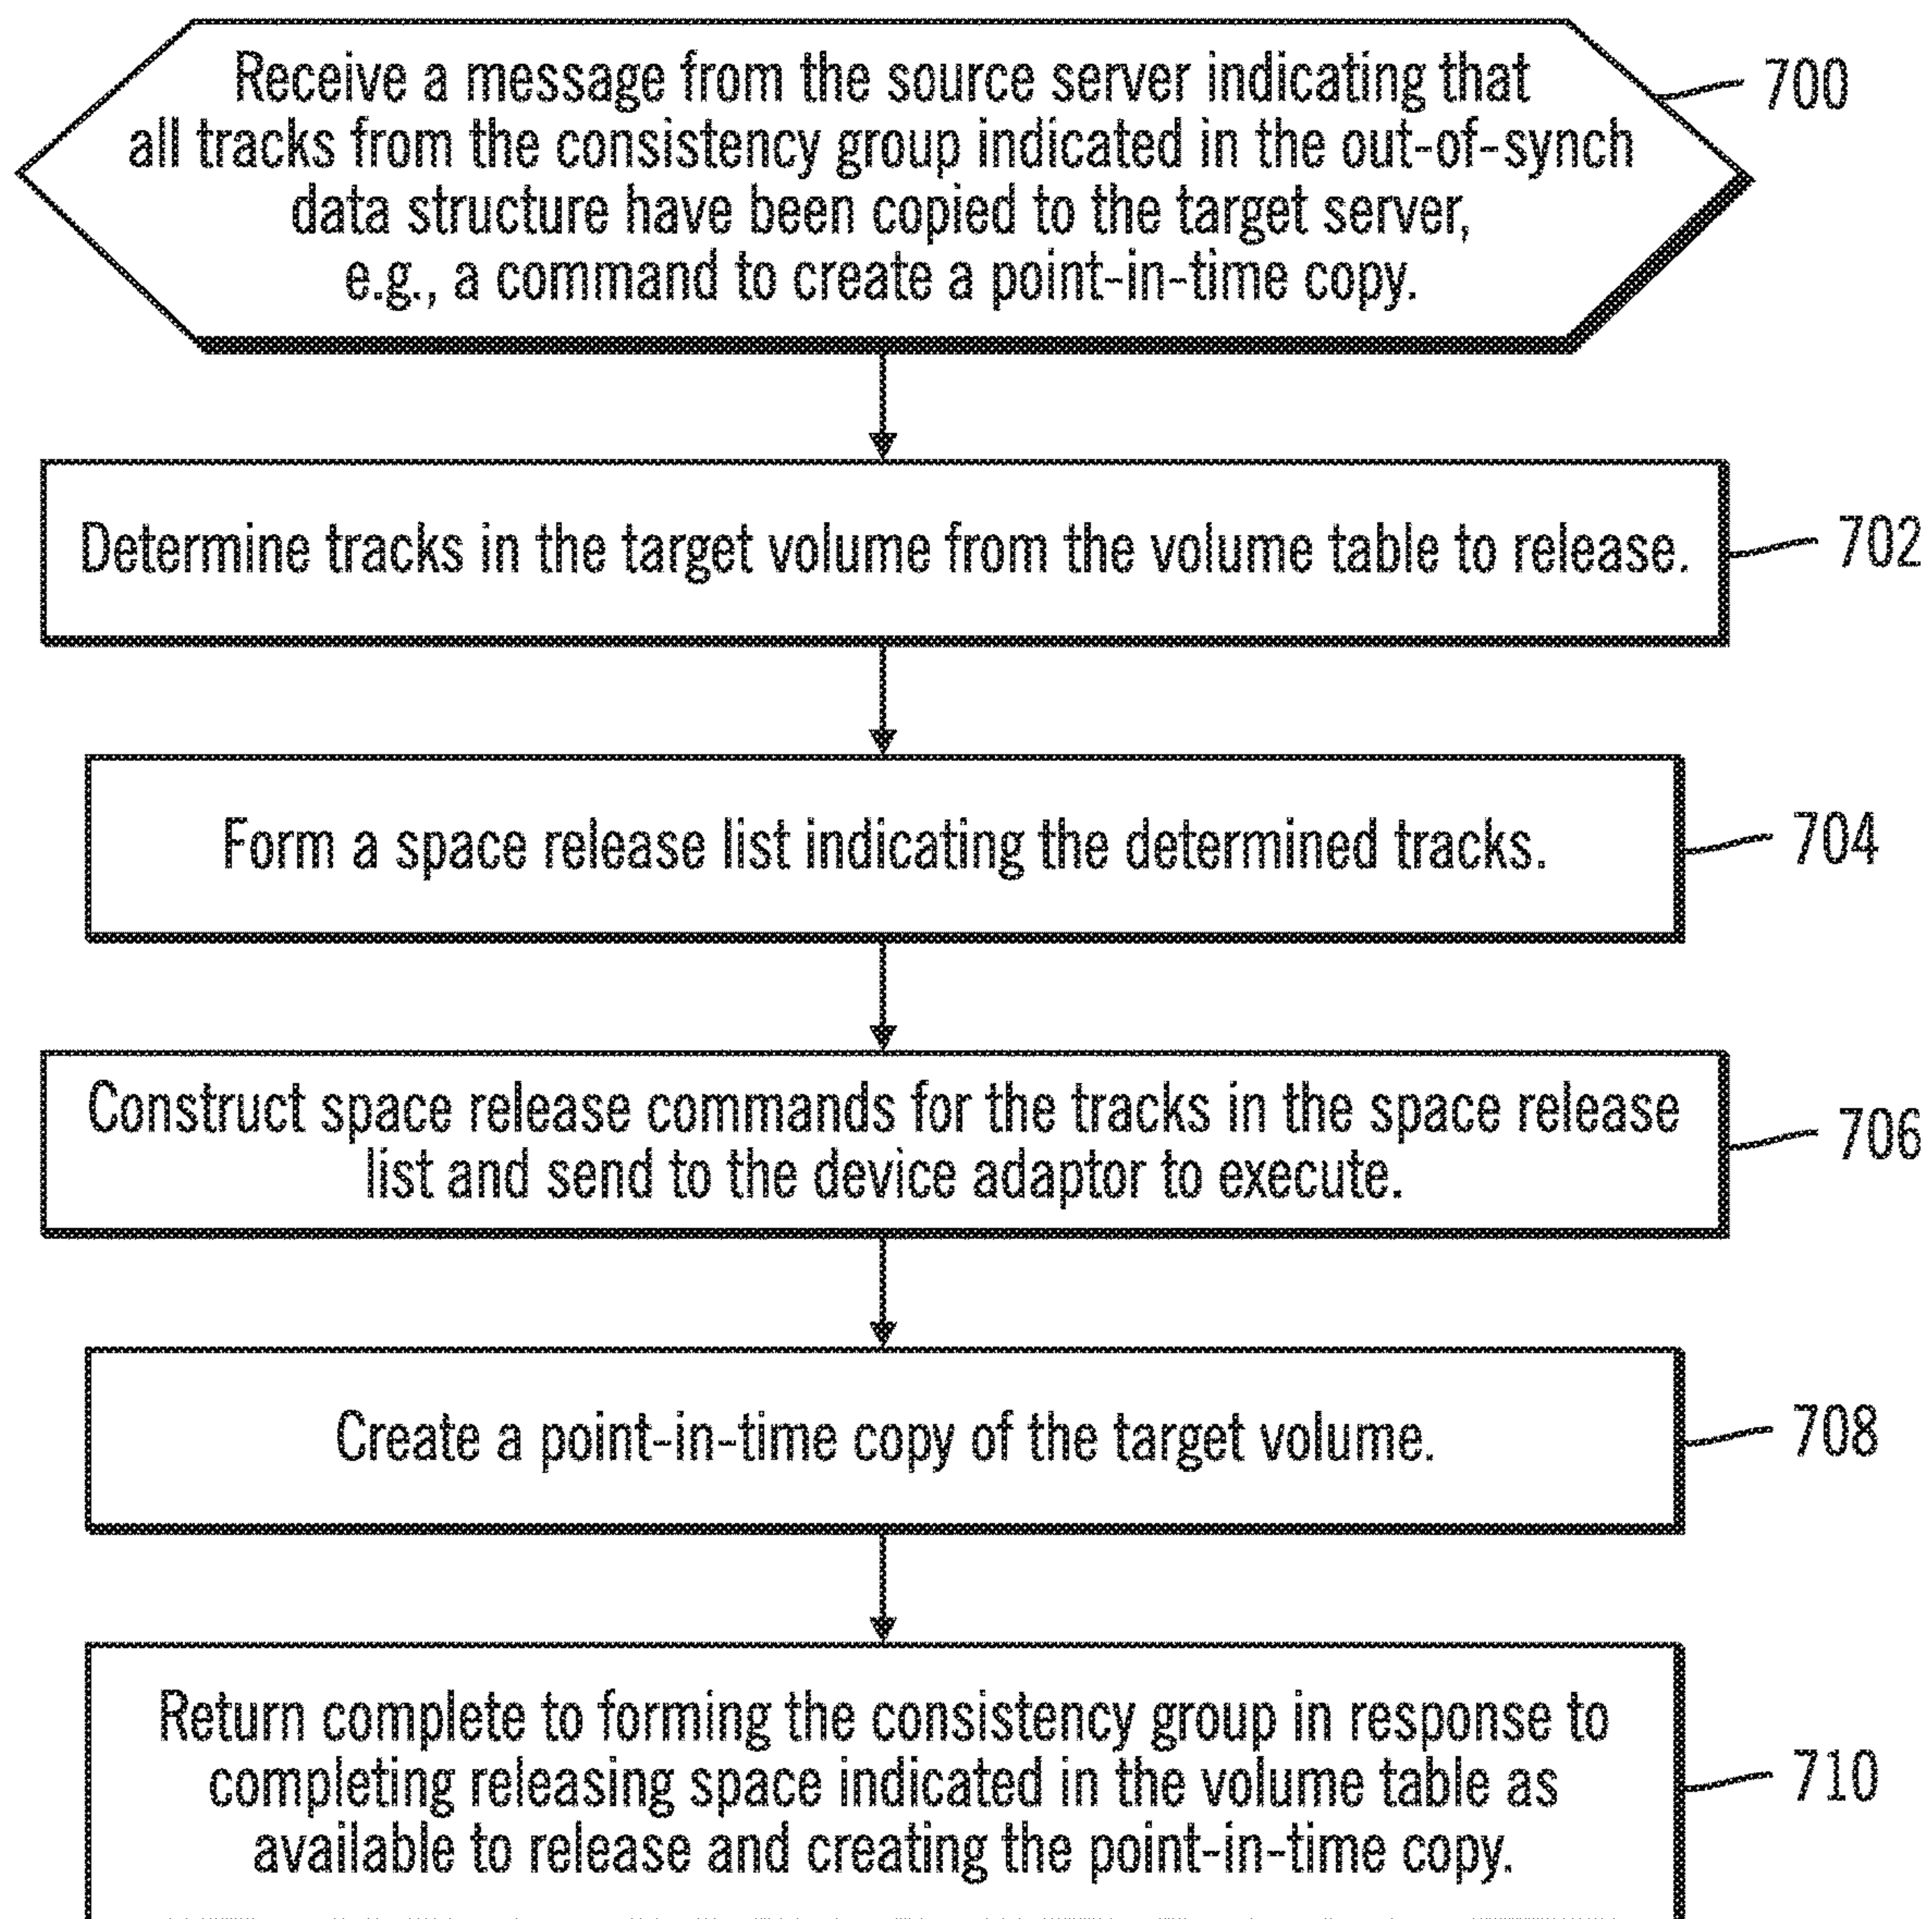 Receive a message from the source server indicating that
all tracks from the consistency group indicated in the out-of-synch
data structure have been copied to the target server,
e.g., a command to create a point-in-time copy.
700
Determine tracks in the target volume from the volume table to release.
702
Form a space release list indicating the determined tracks.
704
Construct space release commands for the tracks in the space release
list and send to the device adaptor to execute.
706
Create a point-in-time copy of the target volume.
708
Return complete to forming the consistency group in response to
completing releasing space indicated in the volume table as
available to release and creating the point-in-time copy.
710